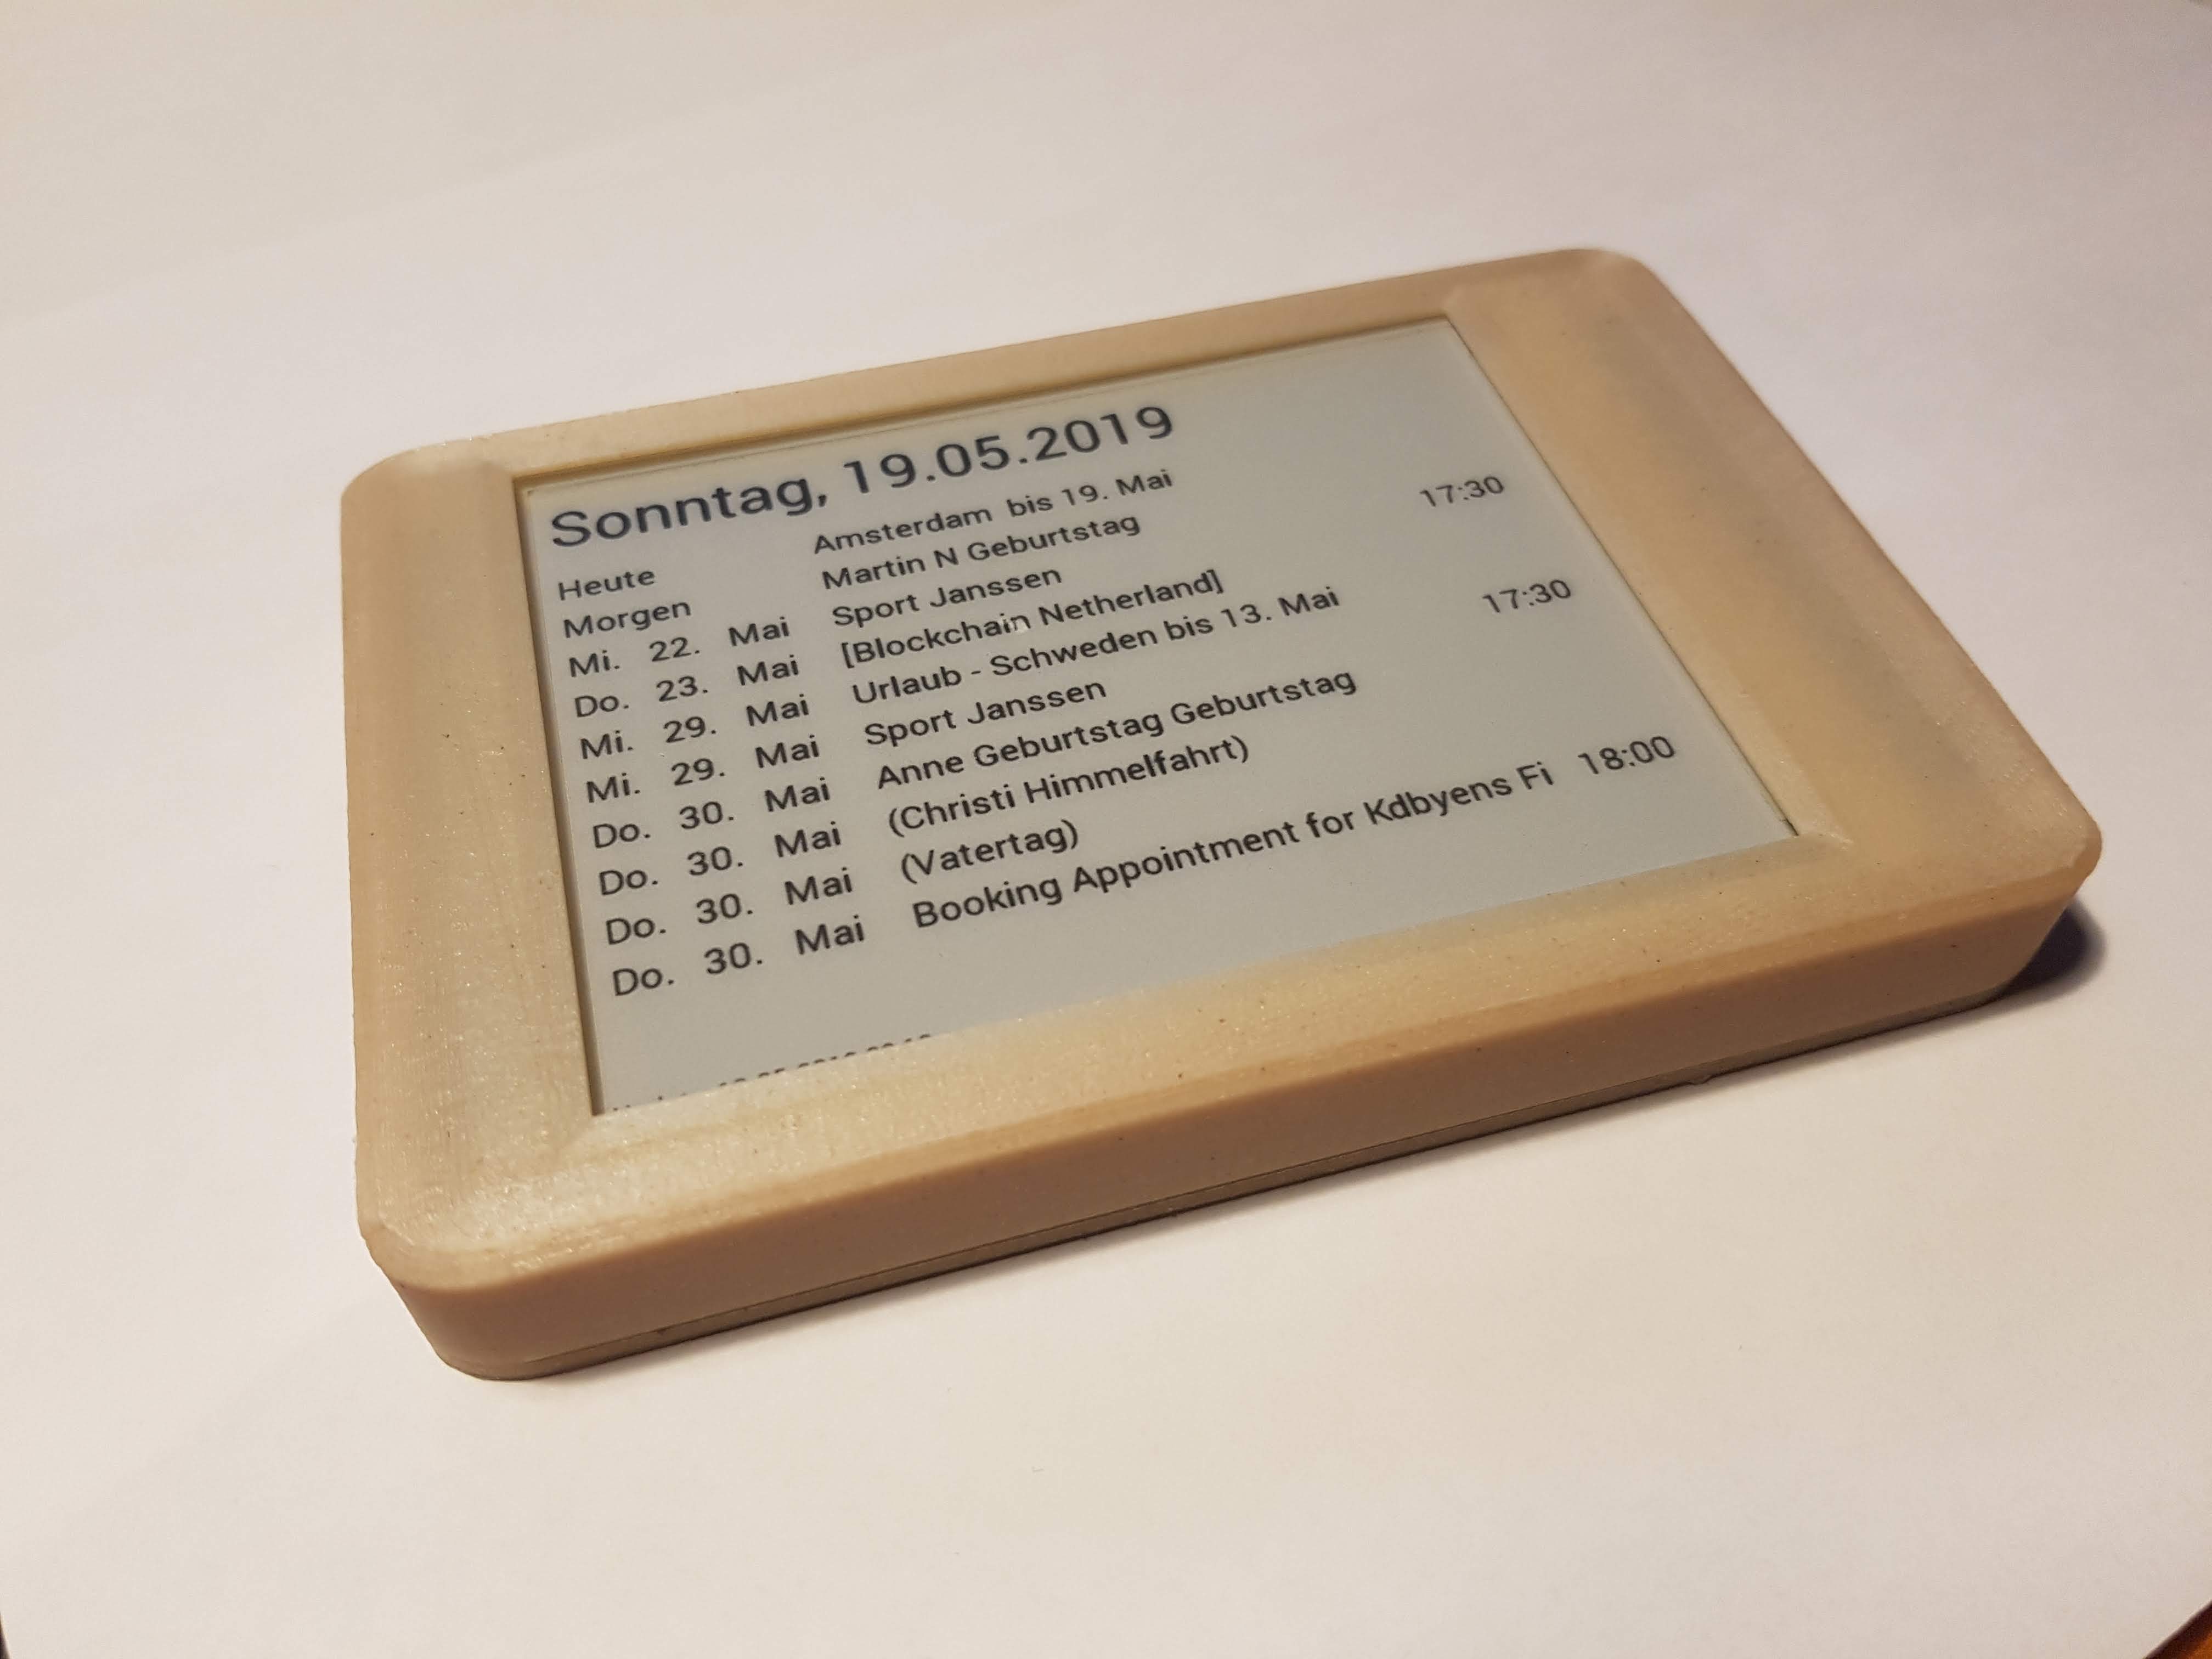 Sonntag, 19.05.2019
Heute Amsterdam bis 19. Mai
Morgen Martin N Geburtstag
Mi. 22. Mai Sport Janssen 17:30
Do. 23. Mai [Blockchain Netherland]
Mi. 29. Mai Urlaub - Schweden bis 13. Mai
Mi. 29. Mai Sport Janssen 17:30
Do. 30. Mai Anne Geburtstag Geburtstag
Do. 30. Mai (Christi Himmelfahrt)
Do. 30. Mai (Vatertag)
Do. 30. Mai Booking Appointment for Kdbyens Fi 18:00